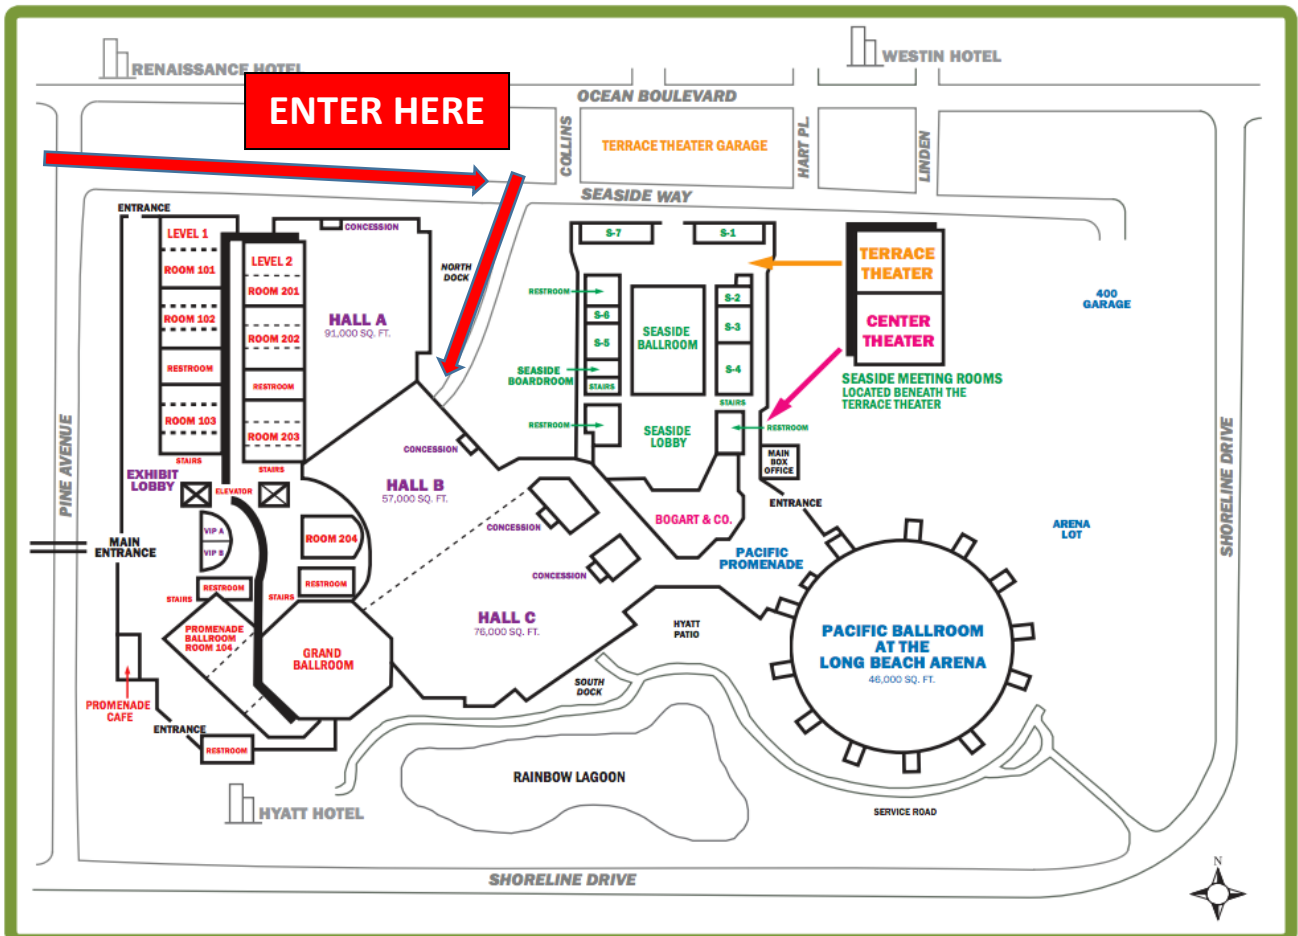 RENAISSANCE HOTEL
WESTIN HOTEL
ENTER HERE
OCEAN BOULEVARD
COLLINS
TERRACE THEATER GARAGE
HART PL.
LINDEN
SEASIDE WAY
ENTRANCE
LEVEL 1
ROOM 101
ROOM 102
RESTROOM
ROOM 103
STAIRS
LEVEL 2
ROOM 201
ROOM 202
RESTROOM
ROOM 203
STAIRS
CONCESSION
NORTH
DOCK
HALL A
91,000 SQ. FT.
S-7
S-1
RESTROOM
S-6
S-5
SEASIDE
BOARDROOM
STAIRS
RESTROOM
SEASIDE
BALLROOM
S-2
S-3
S-4
STAIRS
RESTROOM
SEASIDE
LOBBY
TERRACE
THEATER
CENTER
THEATER
SEASIDE MEETING ROOMS
LOCATED BENEATH THE
TERRACE THEATER
400
GARAGE
PINE AVENUE
SHORELINE DRIVE
EXHIBIT
LOBBY
ELEVATOR
VIP A
VIP B
MAIN
ENTRANCE
ROOM 204
RESTROOM
STAIRS
RESTROOM
STAIRS
CONCESSION
HALL B
57,000 SQ. FT.
CONCESSION
CONCESSION
HALL C
76,000 SQ. FT.
MAIN
BOX
OFFICE
ENTRANCE
BOGART & CO.
PACIFIC
PROMENADE
ARENA
LOT
PROMENADE
BALLROOM
ROOM 104
GRAND
BALLROOM
HYATT
PATIO
PACIFIC BALLROOM
AT THE
LONG BEACH ARENA
46,000 SQ. FT.
SOUTH
DOCK
PROMENADE
CAFE
ENTRANCE
RESTROOM
RAINBOW LAGOON
HYATT HOTEL
SERVICE ROAD
SHORELINE DRIVE
N